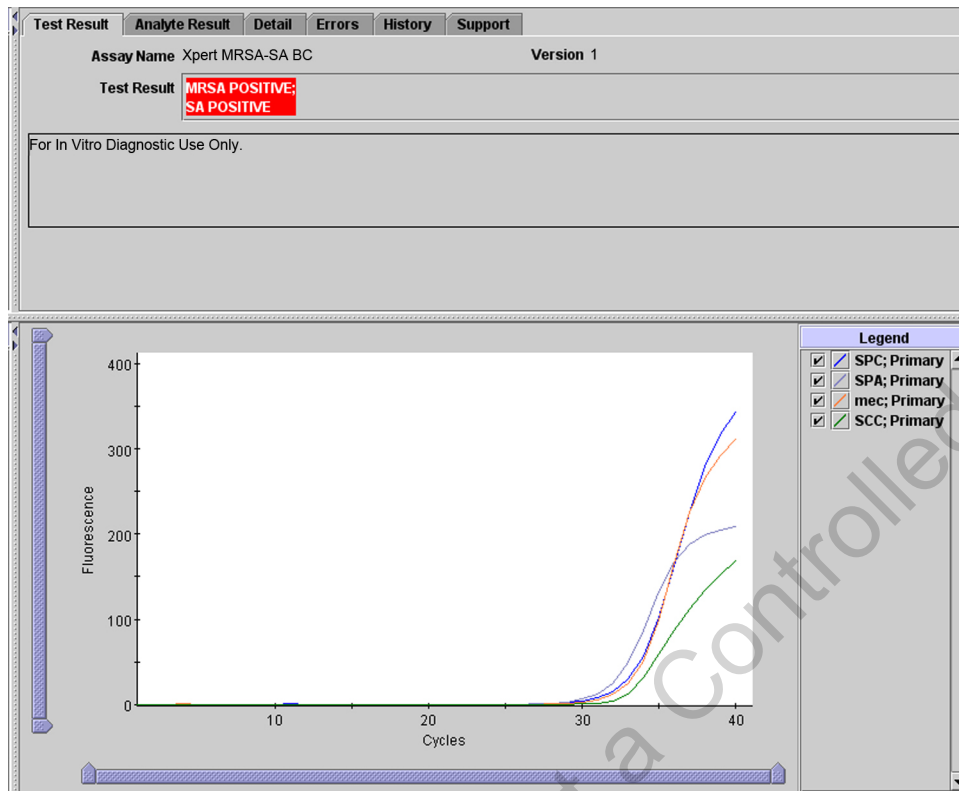 Test Result Analyte Result Detail Errors History Support
Assay Name Xpert MRSA-SA BC Version 1
Test Result MRSA POSITIVE;
SA POSITIVE
For In Vitro Diagnostic Use Only.
Legend
SPC; Primary
SPA; Primary
mec; Primary
SCC; Primary
400
300
200
100
0
Fluorescence
10 20 30 40
Cycles
a Controlled